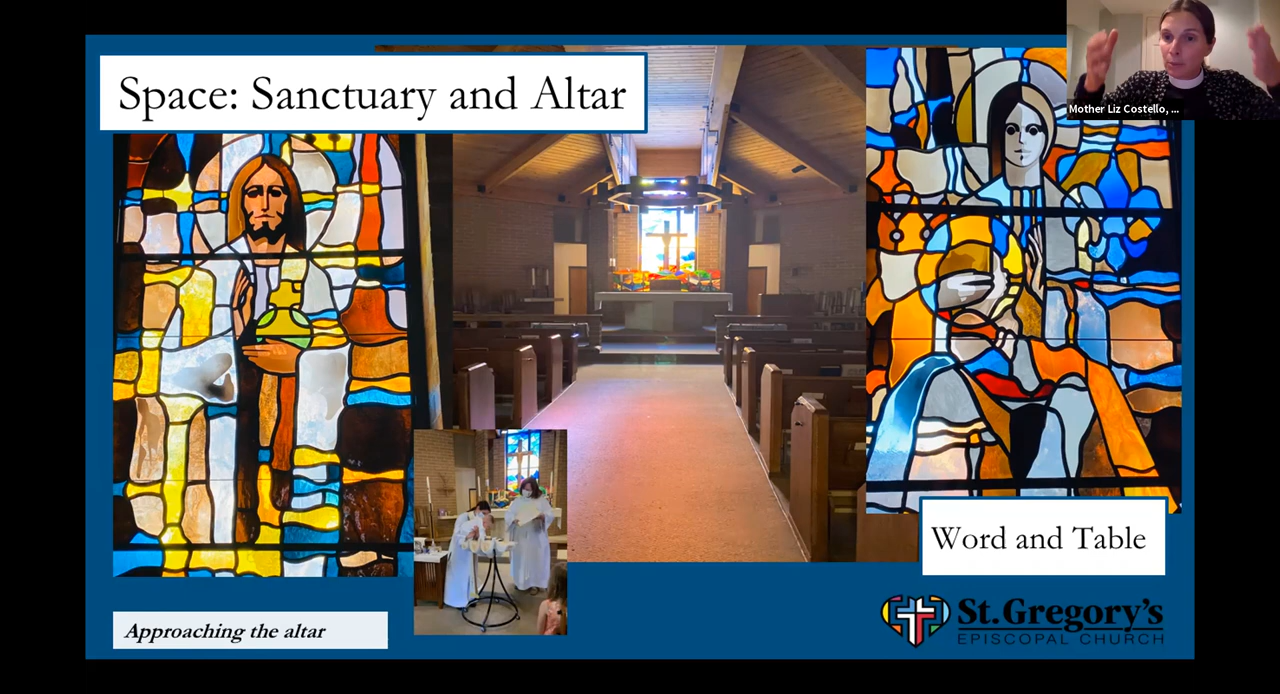 Space: Sanctuary and Altar
Mother Liz Costello, ...
Word and Table
Approaching the altar
St. Gregory's
EPISCOPAL CHURCH